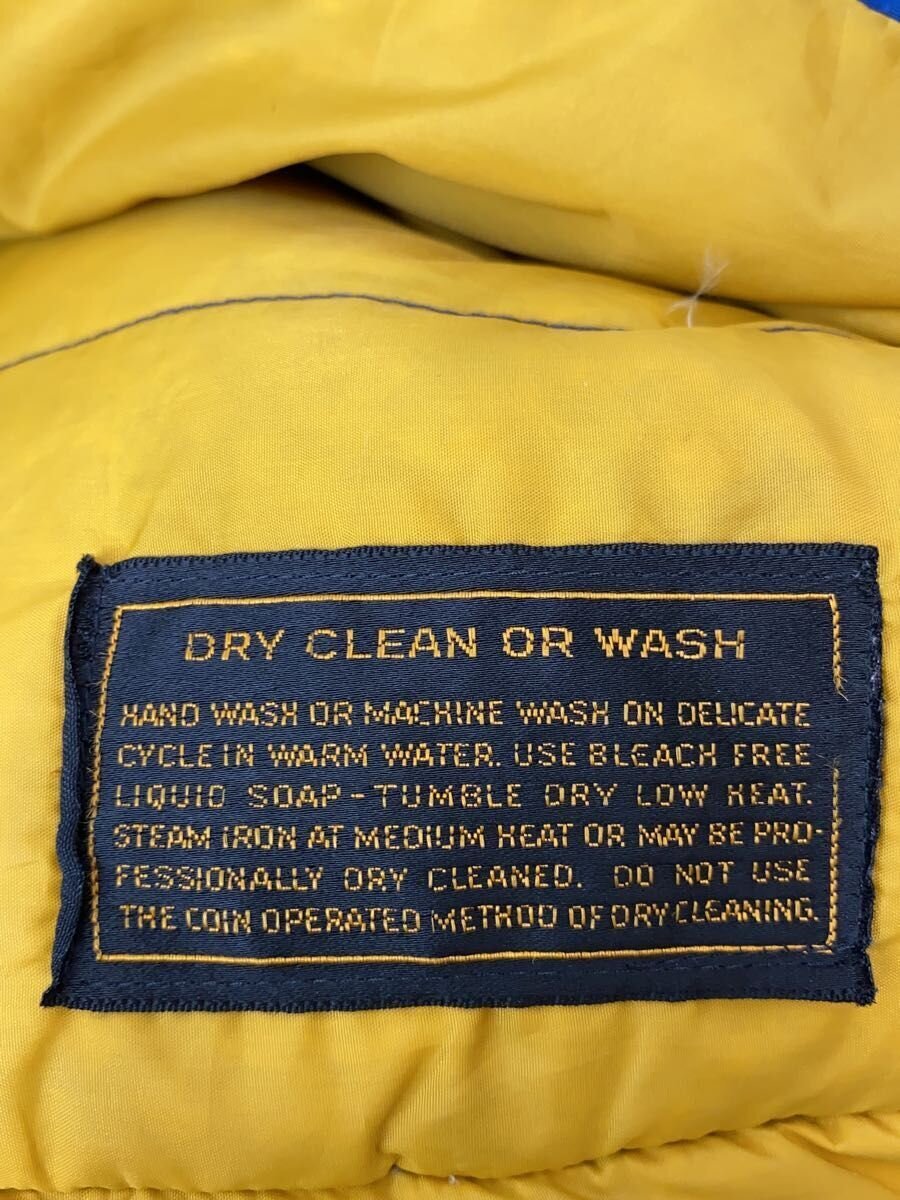 DRY CLEAN OR WASH
HAND WASH OR MACHINE WASH ON DELICATE
CYCLE IN WARM WATER. USE BLEACH FREE
LIQUID SOAP - TUMBLE DRY LOW HEAT.
STEAM IRON AT MEDIUM HEAT OR MAY BE PRO-
FESSIONALLY DRY CLEANED. DO NOT USE
THE COIN OPERATED METHOD OF DRY CLEANING.